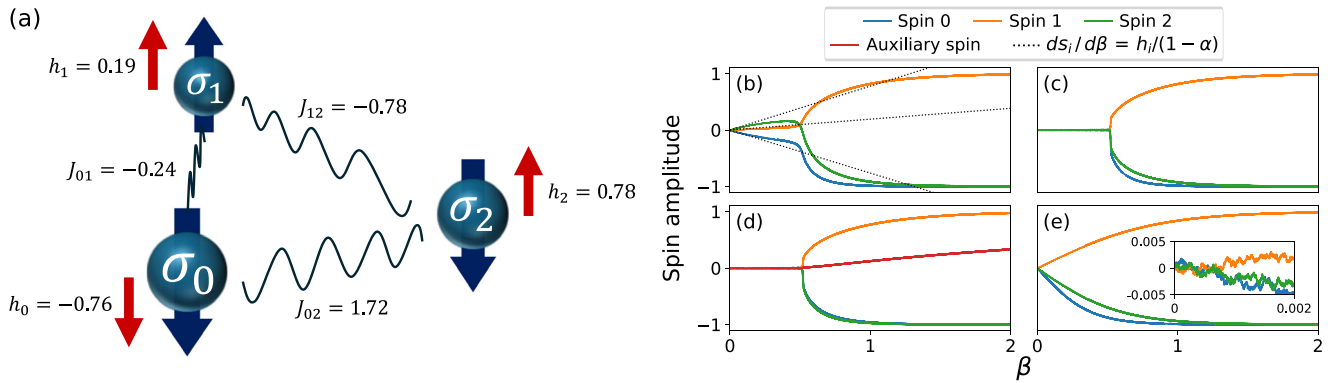 (a)
h₁ = 0.19
σ₁
J₁₂ = −0.78
J₀₁ = −0.24
σ₂
h₂ = 0.78
σ₀
h₀ = −0.76
J₀₂ = 1.72
Spin 0 Spin 1 Spin 2
Auxiliary spin dsᵢ/dβ = hᵢ/(1 − α)
Spin amplitude
(b)
1
0
−1
(c)
(d)
1
0
−1
0 1 2
(e)
0.005
0
-0.005
0 0.002
0 1 2
β